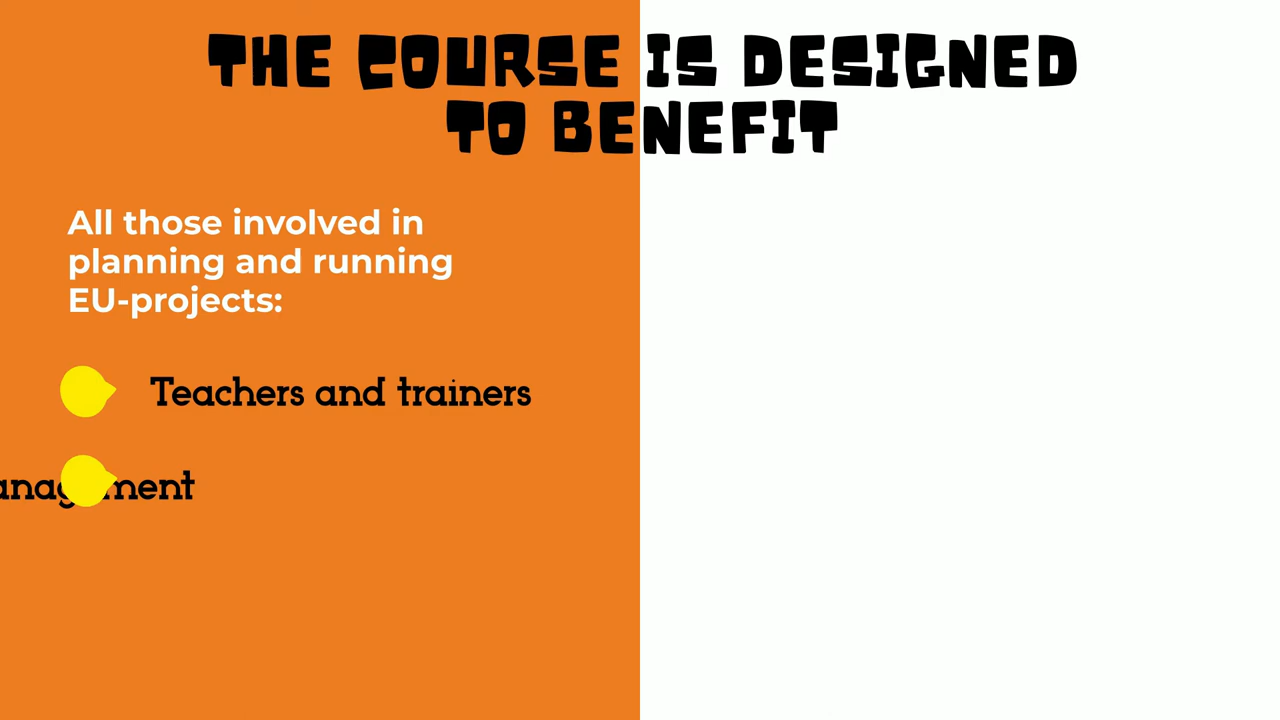 THE COURSE IS DESIGNED
TO BENEFIT
All those involved in
planning and running
EU-projects:
Teachers and trainers